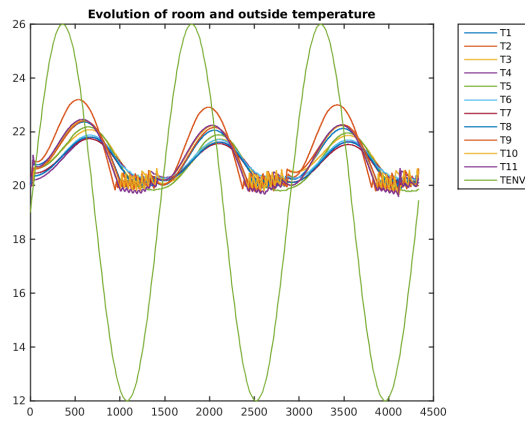 Evolution of room and outside temperature
26
24
22
20
18
16
14
12
0
500
1000
1500
2000
2500
3000
3500
4000
4500
T1
T2
T3
T4
T5
T6
T7
T8
T9
T10
T11
TENV